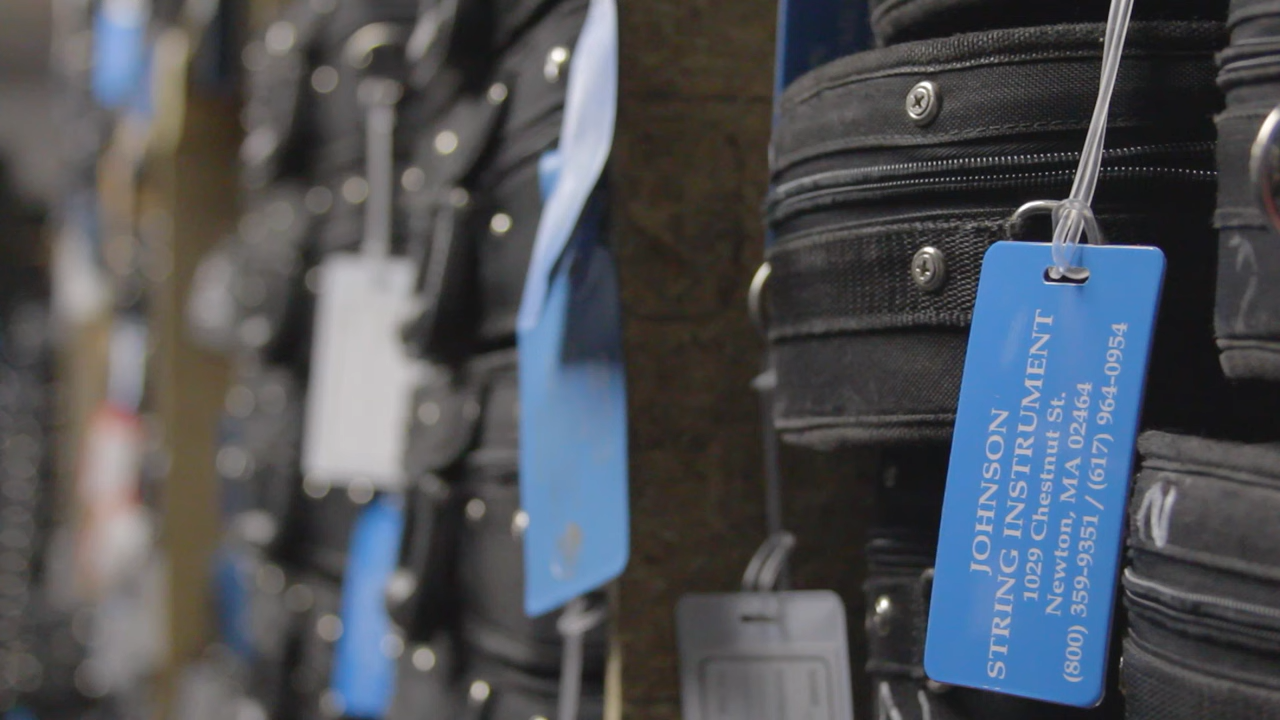 JOHNSON
STRING INSTRUMENT
1029 Chestnut St.
Newton, MA 02464
(800) 359-9351 / (617) 964-0954